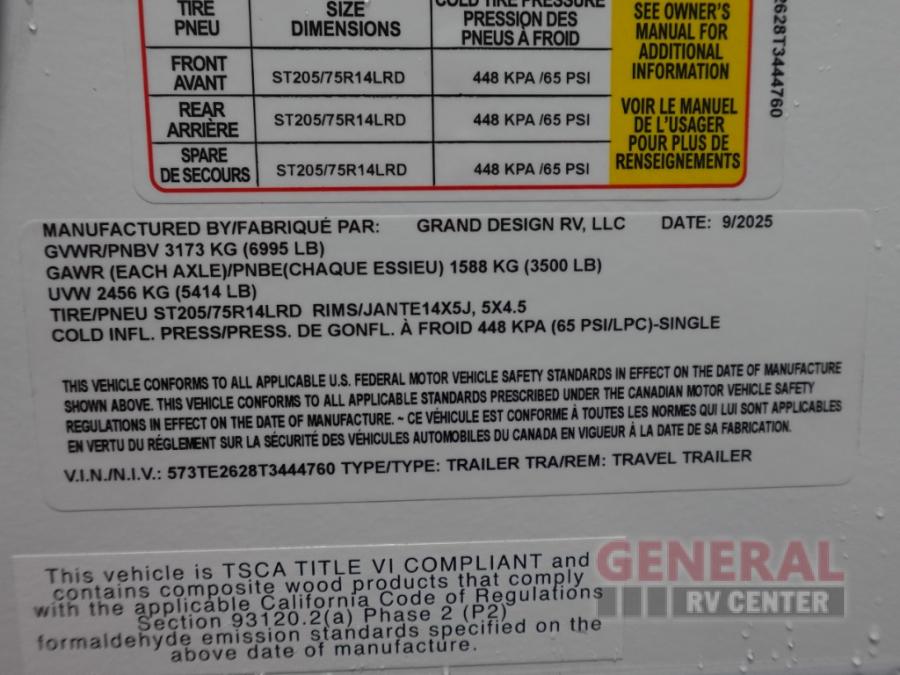 TIRE SIZE COLD TIRE PRESSURE
PNEU DIMENSIONS PRESSION DES
PNEUS À FROID
FRONT
AVANT ST205/75R14LRD 448 KPA /65 PSI
REAR
ARRIÈRE ST205/75R14LRD 448 KPA /65 PSI
SPARE
DE SECOURS ST205/75R14LRD 448 KPA /65 PSI
SEE OWNER'S
MANUAL FOR
ADDITIONAL
INFORMATION
VOIR LE MANUEL
DE L'USAGER
POUR PLUS DE
RENSEIGNEMENTS
2628T3444760
MANUFACTURED BY/FABRIQUÉ PAR: GRAND DESIGN RV, LLC DATE: 9/2025
GVWR/PNBV 3173 KG (6995 LB)
GAWR (EACH AXLE)/PNBE(CHAQUE ESSIEU) 1588 KG (3500 LB)
UVW 2456 KG (5414 LB)
TIRE/PNEU ST205/75R14LRD RIMS/JANTE14X5J, 5X4.5
COLD INFL. PRESS/PRESS. DE GONFL. À FROID 448 KPA (65 PSI/LPC)-SINGLE
THIS VEHICLE CONFORMS TO ALL APPLICABLE U.S. FEDERAL MOTOR VEHICLE SAFETY STANDARDS IN EFFECT ON THE DATE OF MANUFACTURE
SHOWN ABOVE. THIS VEHICLE CONFORMS TO ALL APPLICABLE STANDARDS PRESCRIBED UNDER THE CANADIAN MOTOR VEHICLE SAFETY
REGULATIONS IN EFFECT ON THE DATE OF MANUFACTURE. ~ CE VÉHICULE EST CONFORME À TOUTES LES NORMES QUI LUI SONT APPLICABLES
EN VERTU DU RÉGLEMENT SUR LA SÉCURITÉ DES VÉHICULES AUTOMOBILES DU CANADA EN VIGUEUR À LA DATE DE SA FABRICATION.
V.I.N./N.I.V.: 573TE2628T3444760 TYPE/TYPE: TRAILER TRA/REM: TRAVEL TRAILER
This vehicle is TSCA TITLE VI COMPLIANT and
contains composite wood products that comply
with the applicable California Code of Regulations
Section 93120.2(a) Phase 2 (P2)
formaldehyde emission standards specified on the
above date of manufacture.
GENERAL
RV CENTER